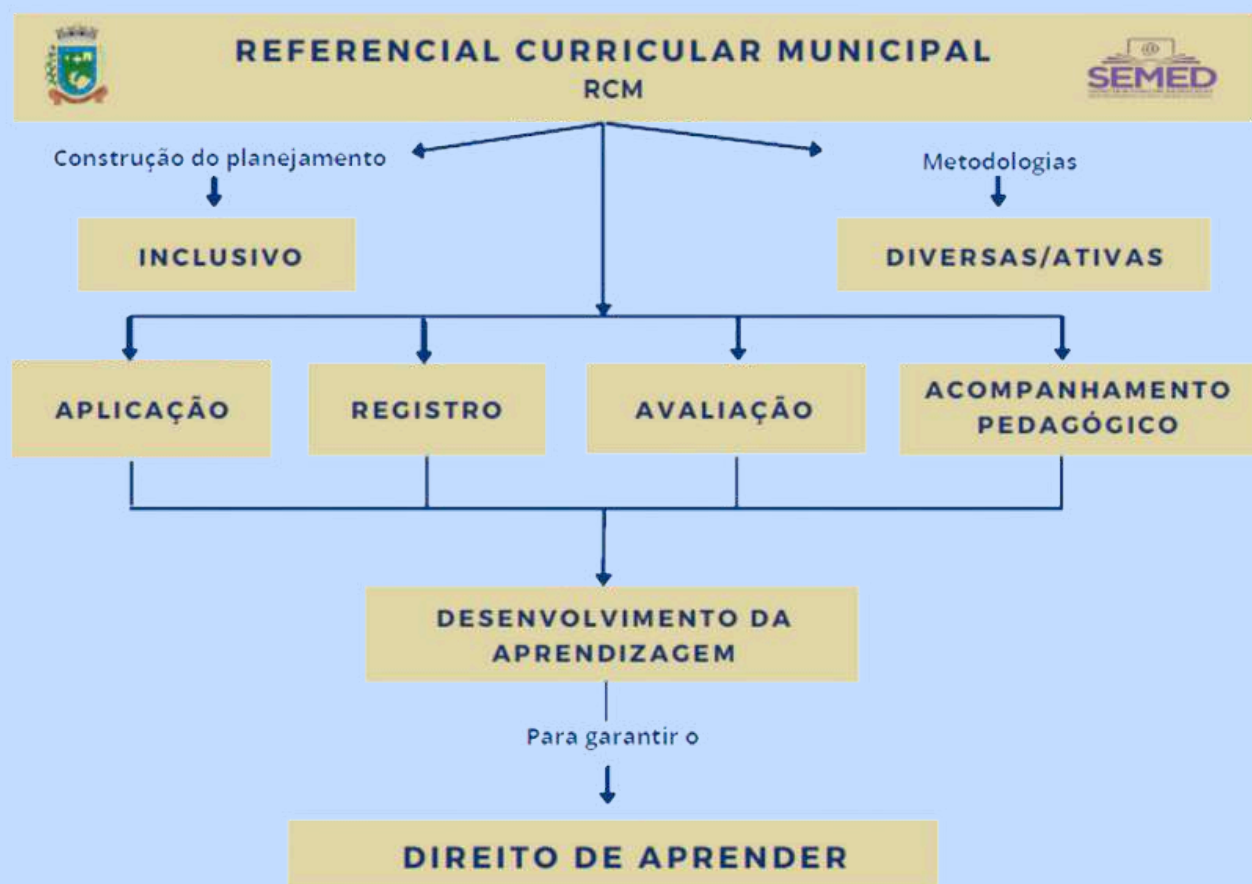 REFERENCIAL CURRICULAR MUNICIPAL
RCM
SEMED
Construção do planejamento
Metodologias
INCLUSIVO
DIVERSAS/ATIVAS
APLICAÇÃO
REGISTRO
AVALIAÇÃO
ACOMPANHAMENTO
PEDAGÓGICO
DESENVOLVIMENTO DA
APRENDIZAGEM
Para garantir o
DIREITO DE APRENDER